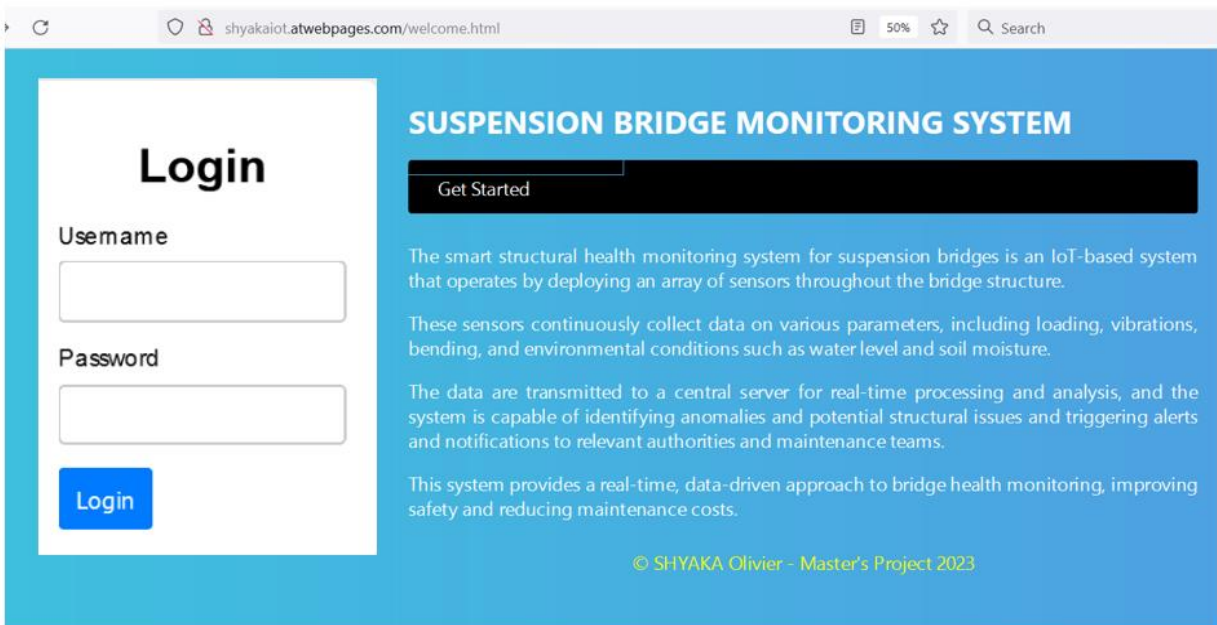 shyakaiot.atwebpages.com/welcome.html
50%
Search
Login
Username
Password
Login
SUSPENSION BRIDGE MONITORING SYSTEM
Get Started
The smart structural health monitoring system for suspension bridges is an IoT-based system
that operates by deploying an array of sensors throughout the bridge structure.
These sensors continuously collect data on various parameters, including loading, vibrations,
bending, and environmental conditions such as water level and soil moisture.
The data are transmitted to a central server for real-time processing and analysis, and the
system is capable of identifying anomalies and potential structural issues and triggering alerts
and notifications to relevant authorities and maintenance teams.
This system provides a real-time, data-driven approach to bridge health monitoring, improving
safety and reducing maintenance costs.
© SHYAKA Olivier - Master's Project 2023